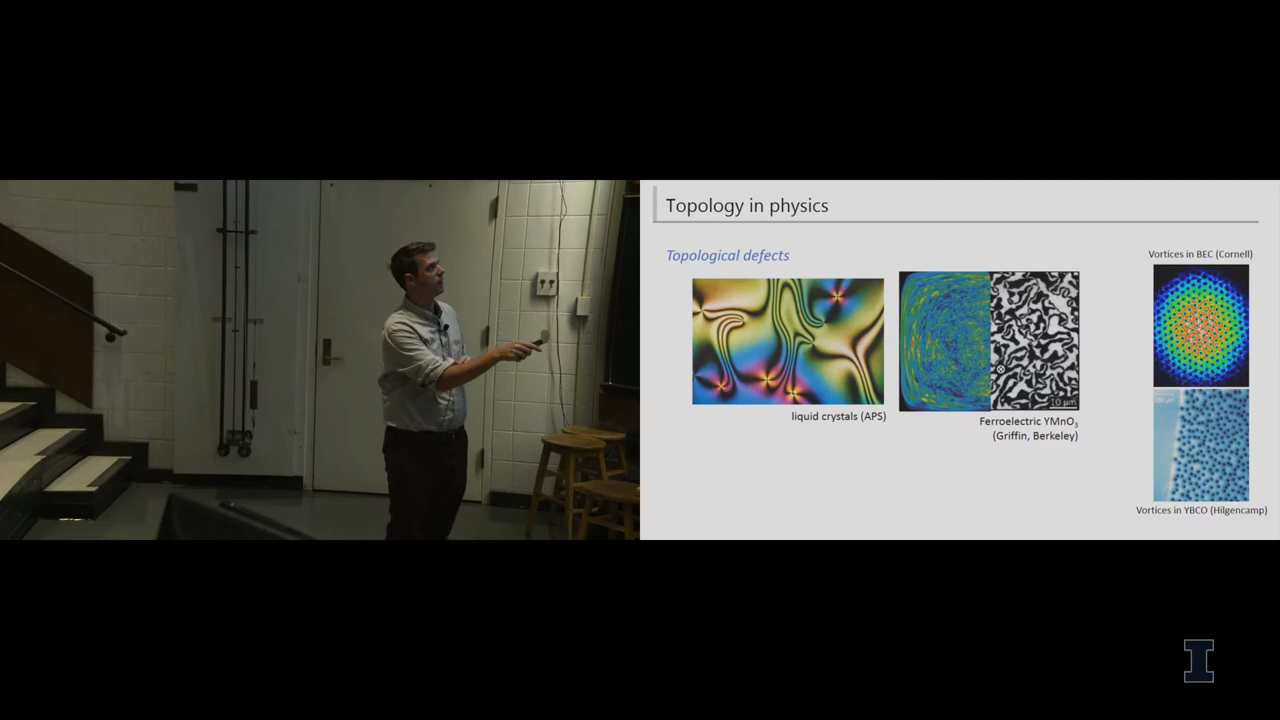 Topology in physics
Topological defects
liquid crystals (APS)
10 μm
Ferroelectric YMnO₃
(Griffin, Berkeley)
Vortices in BEC (Cornell)
Vortices in YBCO (Hilgencamp)
I